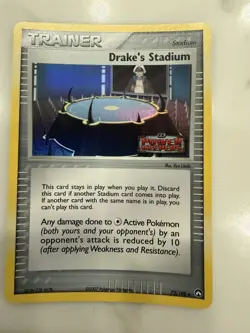 TRAINER
Stadium
Drake's Stadium
POWER
This card stays in play when you play it. Discard
this card if another Stadium card comes into play.
If another card with the same name is in play, you
can't play this card.
Any damage done to Active Pokémon
(both yours and your opponent's) by an
opponent's attack is reduced by 10
(after applying Weakness and Resistance).